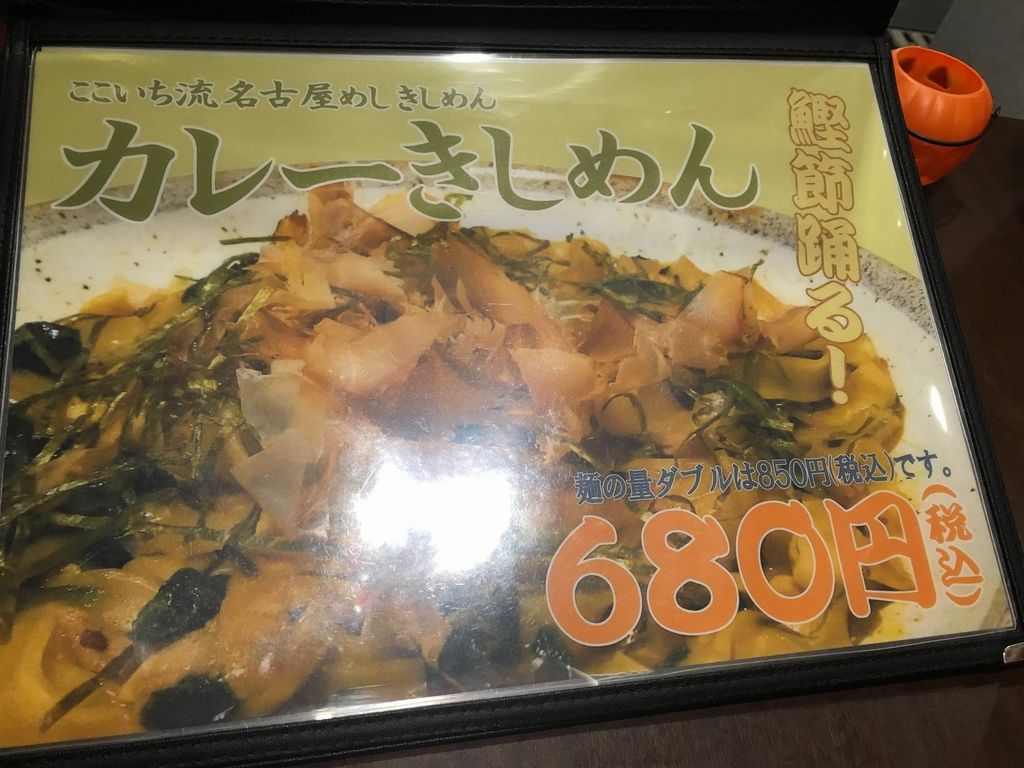 ここいち流名古屋めしきしめん
カレーきしめん
鰹節踊る!
麺の量ダブルは850円(税込)です。
680円(税込)